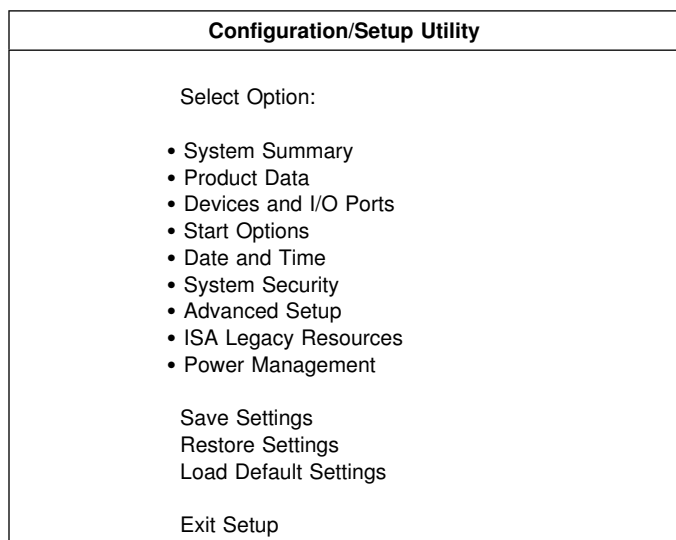 Configuration/Setup Utility
Select Option:
• System Summary
• Product Data
• Devices and I/O Ports
• Start Options
• Date and Time
• System Security
• Advanced Setup
• ISA Legacy Resources
• Power Management
Save Settings
Restore Settings
Load Default Settings
Exit Setup